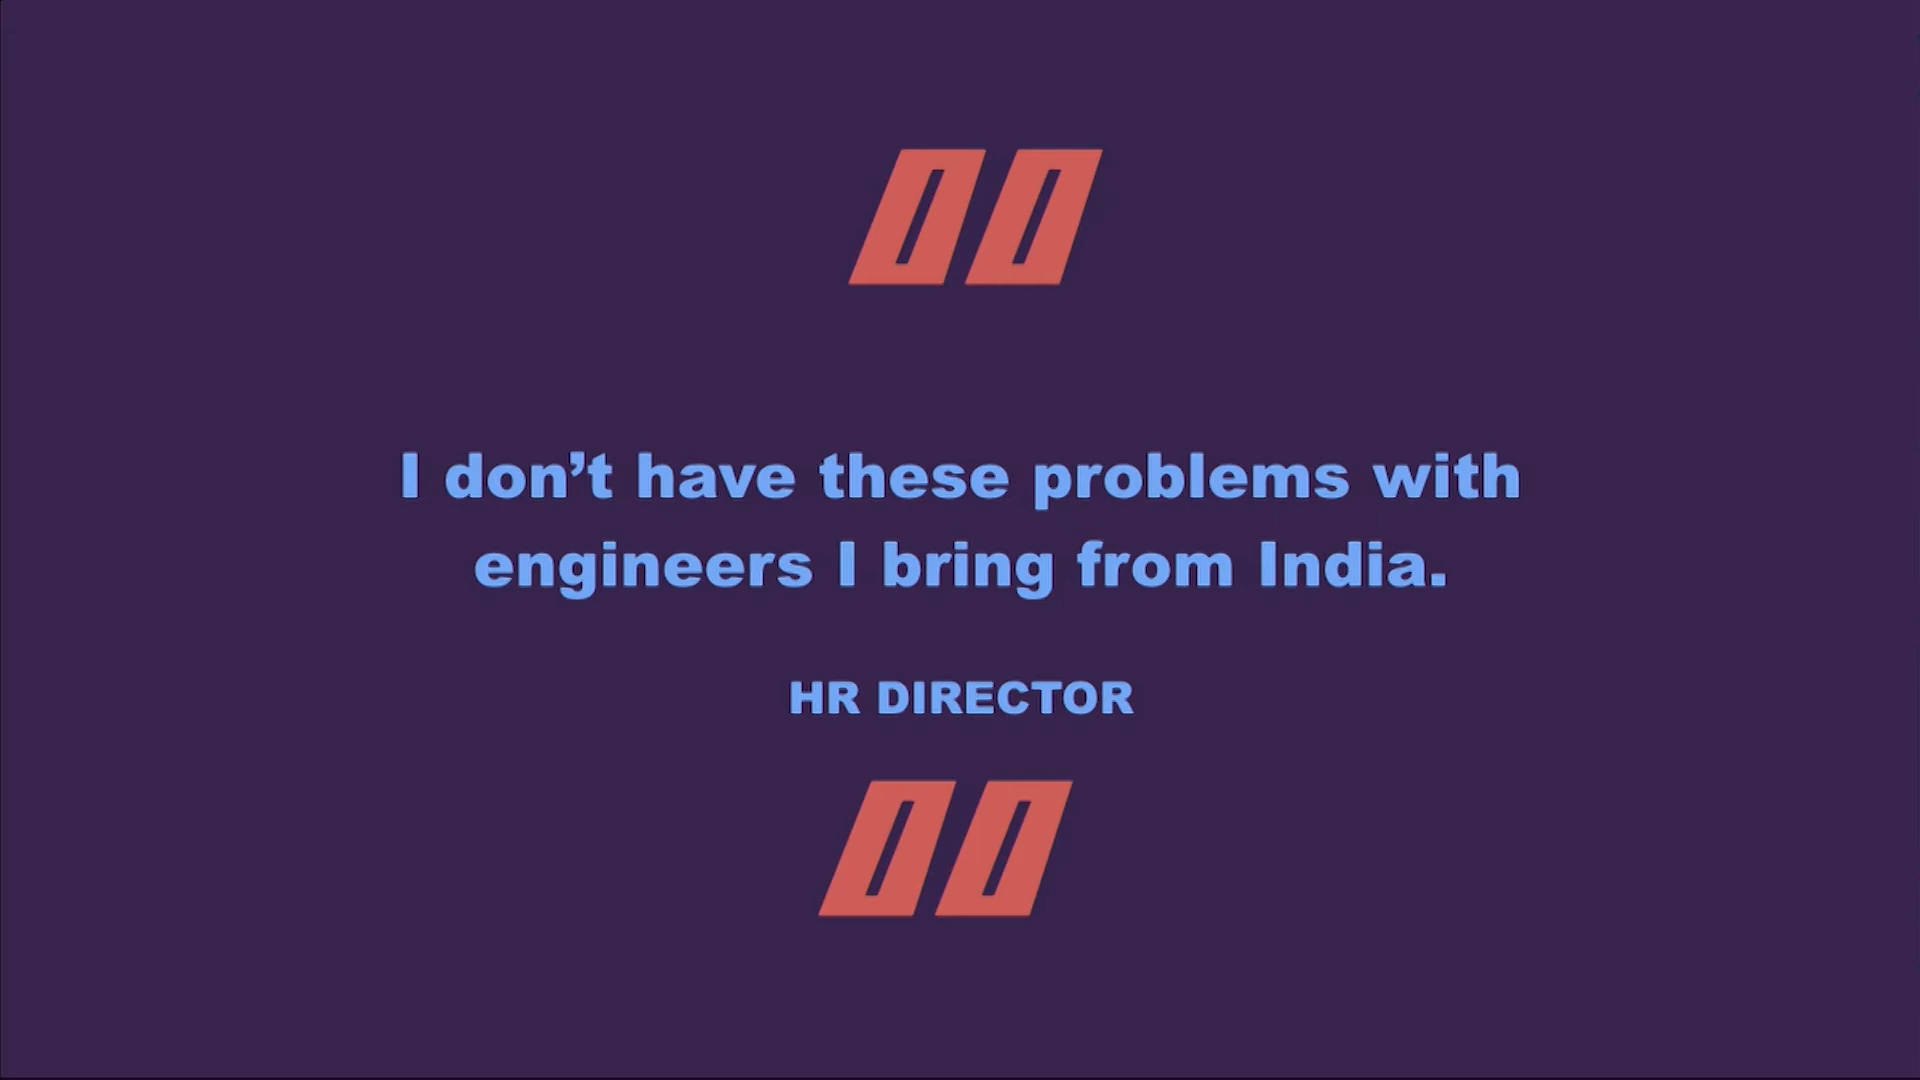 I don’t have these problems with
engineers I bring from India.
HR DIRECTOR